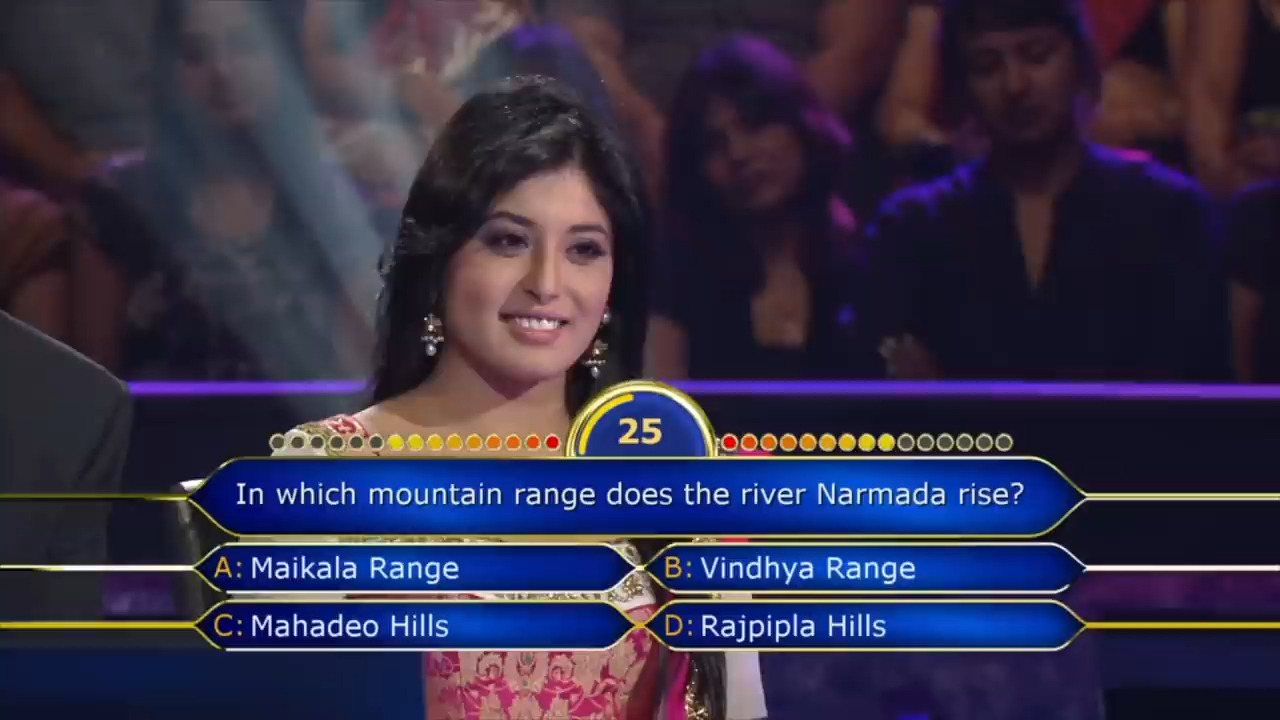 25
In which mountain range does the river Narmada rise?
A: Maikala Range
B: Vindhya Range
C: Mahadeo Hills
D: Rajpipla Hills